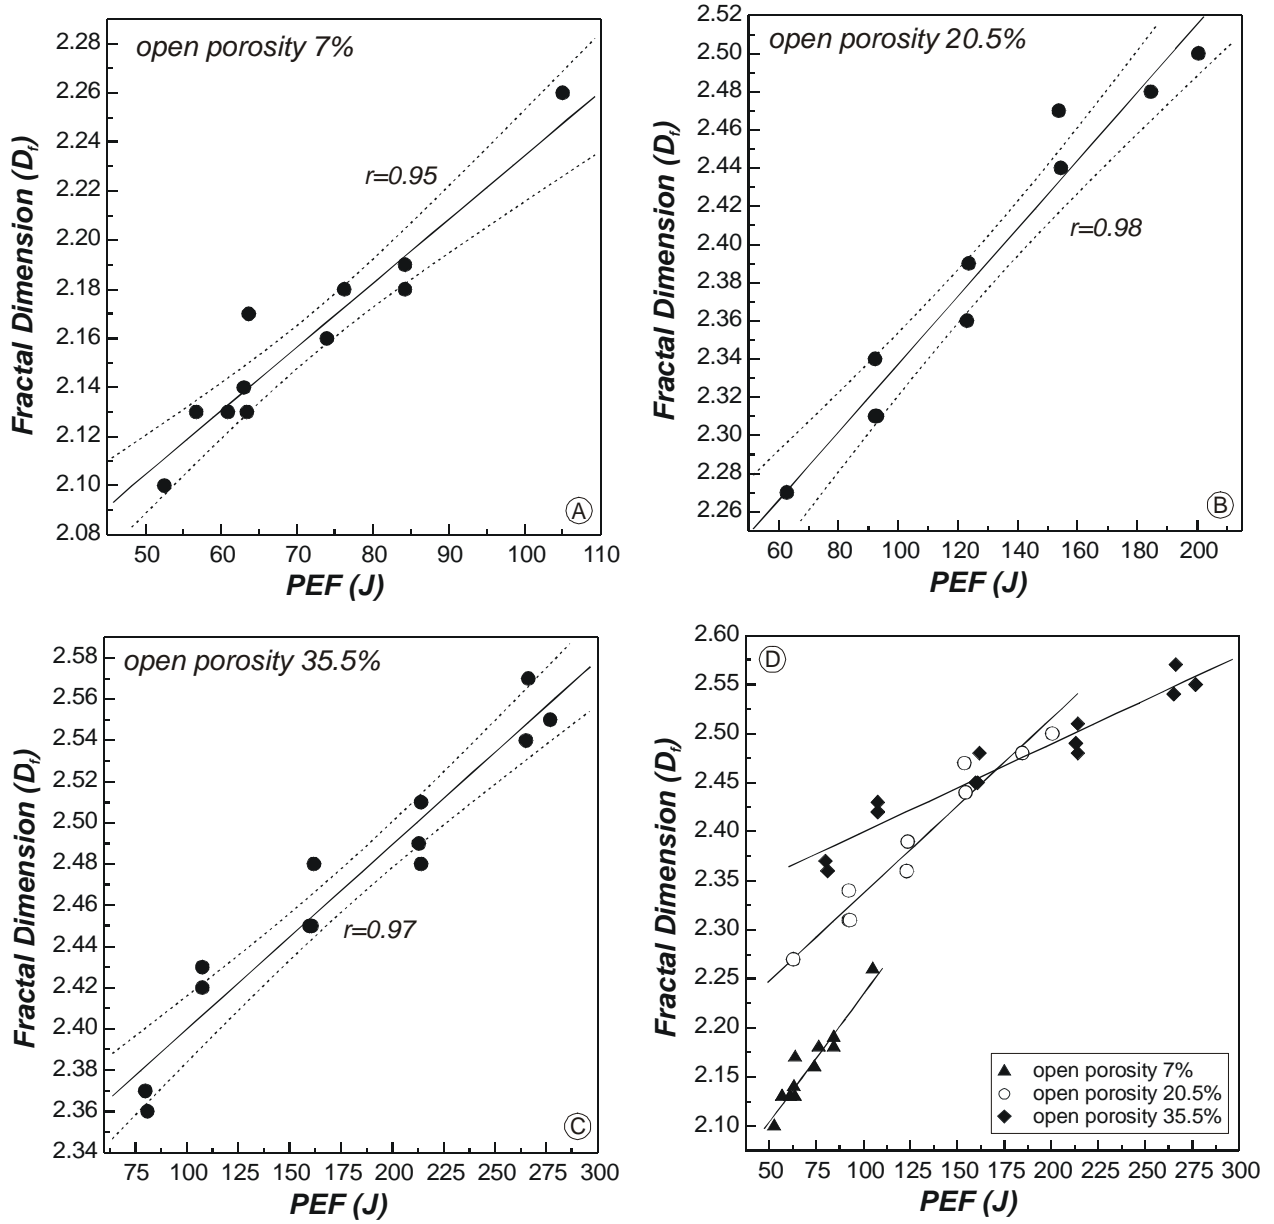 open porosity 7%
2.28
2.26
2.24
2.22
2.20
2.18
2.16
2.14
2.12
2.10
2.08
Fractal Dimension (Df)
r=0.95
A
50 60 70 80 90 100 110
PEF (J)
open porosity 20.5%
2.52
2.50
2.48
2.46
2.44
2.42
2.40
2.38
2.36
2.34
2.31
2.30
2.28
2.26
Fractal Dimension (Df)
r=0.98
B
60 80 100 120 140 160 180 200
PEF (J)
open porosity 35.5%
2.58
2.56
2.54
2.52
2.50
2.48
2.46
2.44
2.42
2.40
2.38
2.36
2.34
Fractal Dimension (Df)
r=0.97
C
75 100 125 150 175 200 225 250 275 300
PEF (J)
D
2.60
2.55
2.50
2.45
2.40
2.35
2.30
2.25
2.20
2.15
2.10
Fractal Dimension (Df)
open porosity 7%
open porosity 20.5%
open porosity 35.5%
50 75 100 125 150 175 200 225 250 275 300
PEF (J)